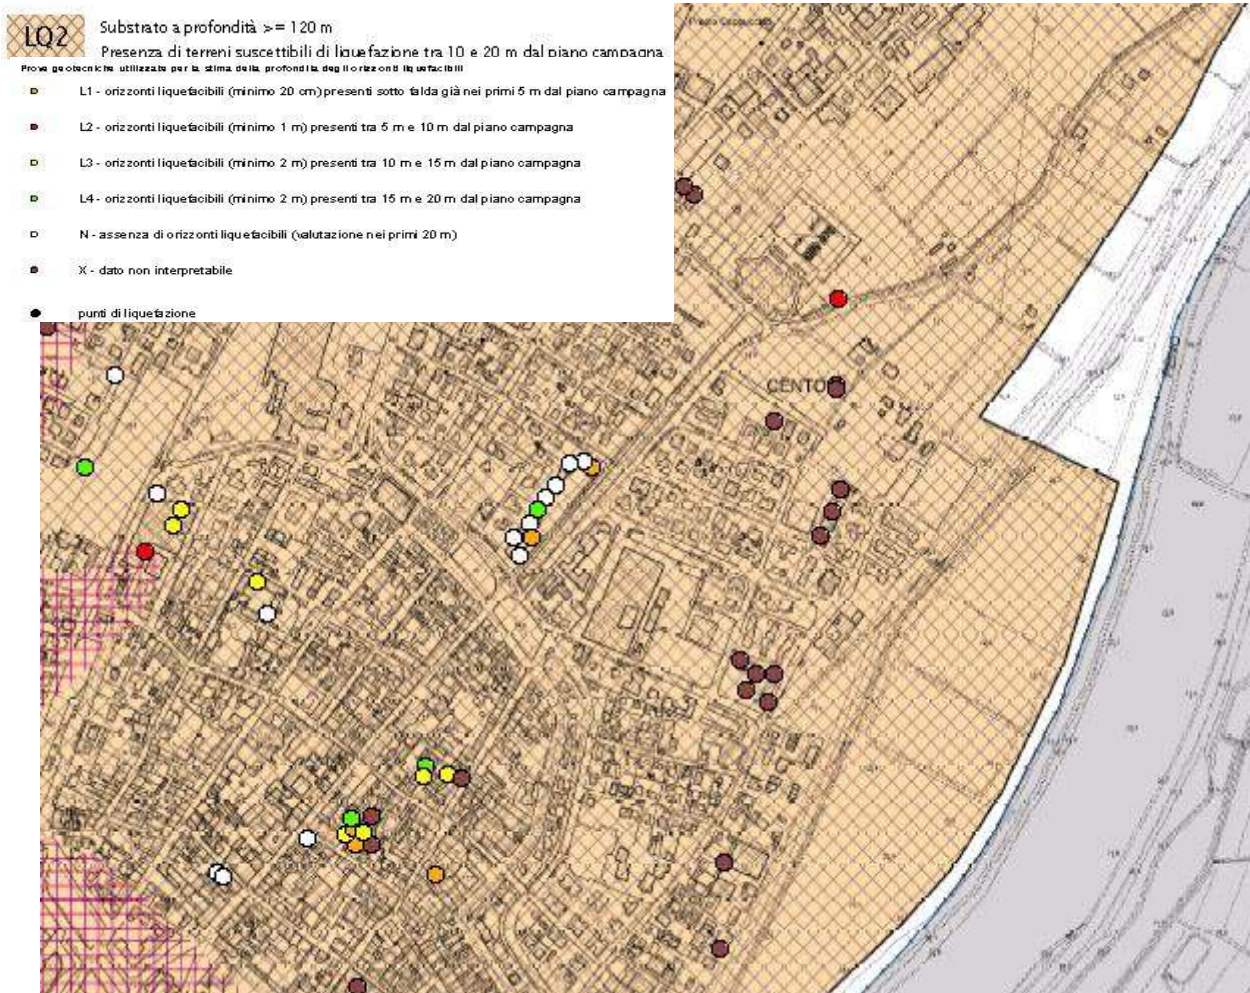 LQ2
Substrato a profondità >= 120 m
Presenza di terreni suscettibili di liquefazione tra 10 e 20 m dal piano campagna
Prove geotecniche utilizzate per la stima della profondità degli orizzonti liquefacibili
L1 - orizzonti liquefacibili (minimo 20 cm) presenti sotto falda già nei primi 5 m dal piano campagna
L2 - orizzonti liquefacibili (minimo 1 m) presenti tra 5 m e 10 m dal piano campagna
L3 - orizzonti liquefacibili (minimo 2 m) presenti tra 10 m e 15 m dal piano campagna
L4 - orizzonti liquefacibili (minimo 2 m) presenti tra 15 m e 20 m dal piano campagna
N - assenza di orizzonti liquefacibili (valutazione nei primi 20 m)
X - dato non interpretabile
punti di liquefazione
CENTO